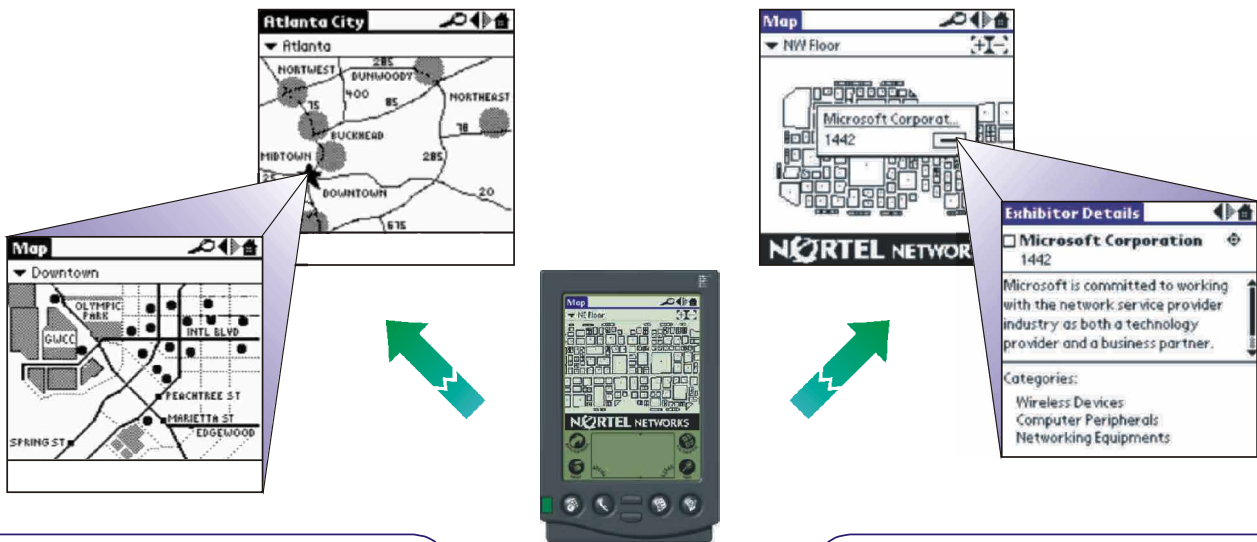 Atlanta City
Atlanta
285
NORTWEST
DUNWOODY
400
NORTHEAST
75
85
BUCKHEAD
78
MIDTOWN
285
DOWNTOWN
20
675
Map
Downtown
OLYMPIC
PARK
GWCC
INTL BLVD
PEACHTREE ST
MARIETTA ST
EDGEWOOD
SPRING ST
Map
NW Floor
Microsoft Corporat...
1442
NORTEL NETWOR
Exhibitor Details
Microsoft Corporation
1442
Microsoft is committed to working
with the network service provider
industry as both a technology
provider and a business partner.
Categories:
Wireless Devices
Computer Peripherals
Networking Equipments
Map
Floor
NORTEL NETWORKS